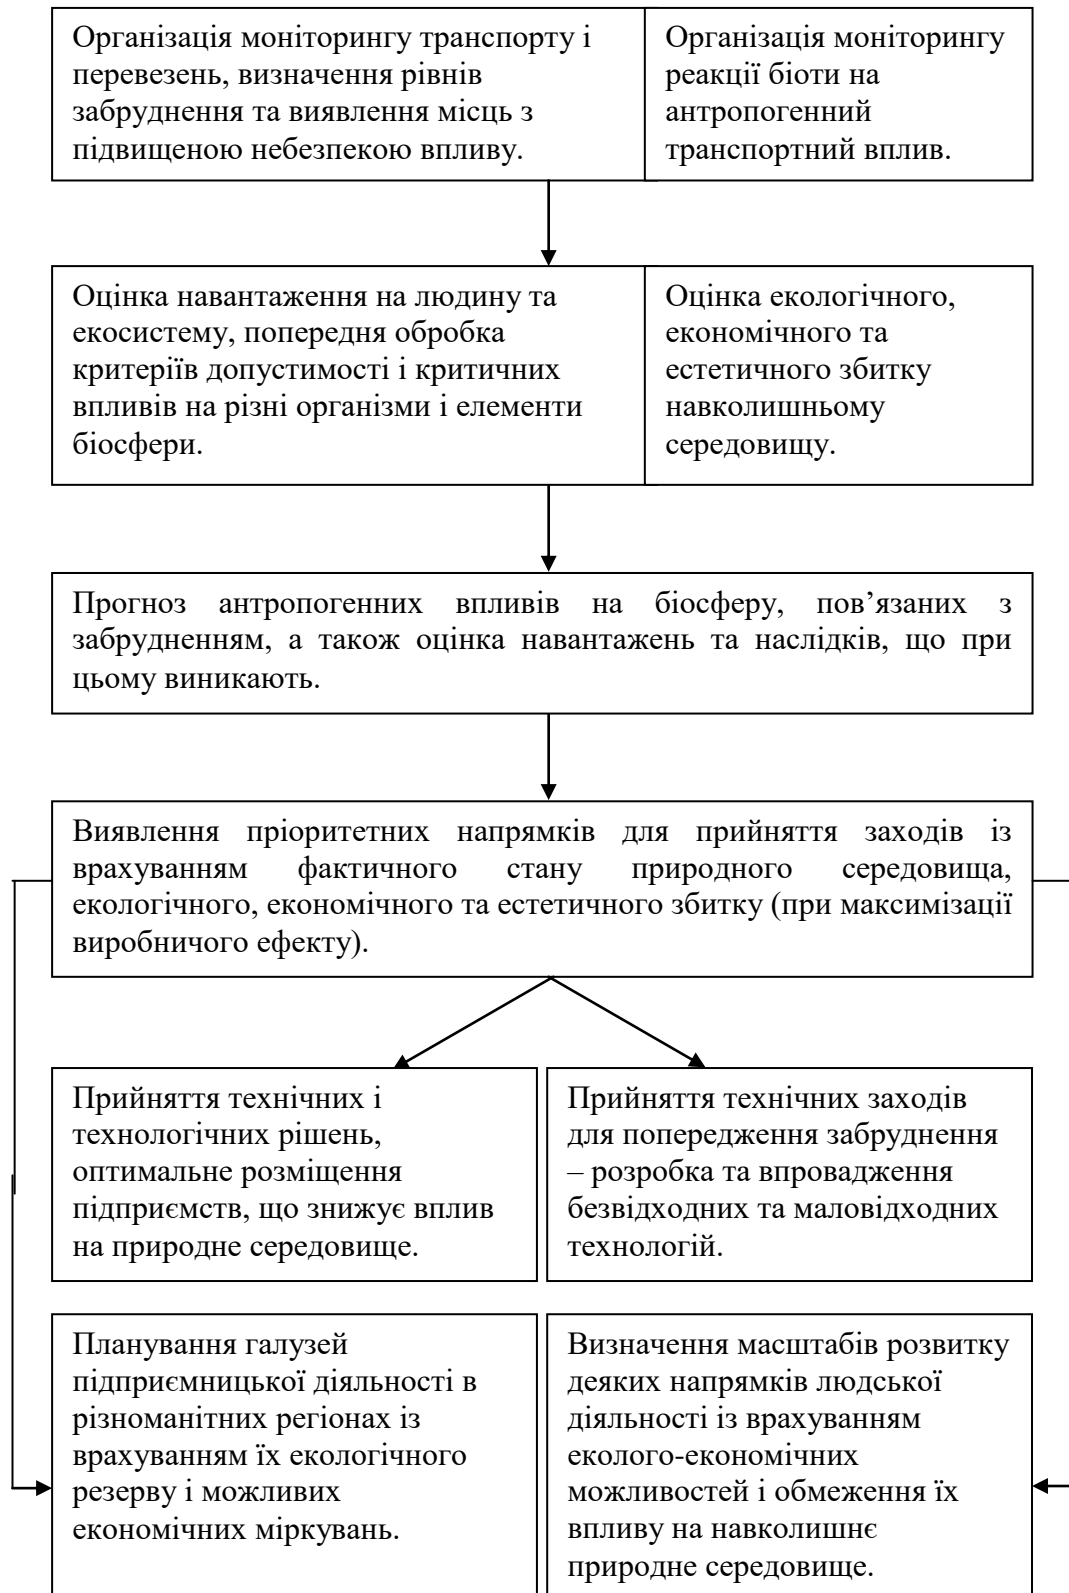 Організація моніторингу транспорту і
перевезень, визначення рівнів
забруднення та виявлення місць з
підвищеною небезпекою впливу.
Організація моніторингу
реакції біоти на
антропогенний
транспортний вплив.
Оцінка навантаження на людину та
екосистему, попередня обробка
критеріїв допустимості і критичних
впливів на різні організми і елементи
біосфери.
Оцінка екологічного,
економічного та
естетичного збитку
навколишньому
середовищу.
Прогноз антропогенних впливів на біосферу, пов’язаних з
забрудненням, а також оцінка навантажень та наслідків, що при
цьому виникають.
Виявлення пріоритетних напрямків для прийняття заходів із
врахуванням фактичного стану природного середовища,
екологічного, економічного та естетичного збитку (при максимізації
виробничого ефекту).
Прийняття технічних і
технологічних рішень,
оптимальне розміщення
підприємств, що знижує вплив
на природне середовище.
Прийняття технічних заходів
для попередження забруднення
– розробка та впровадження
безвідходних та маловідходних
технологій.
Планування галузей
підприємницької діяльності в
різноманітних регіонах із
врахуванням їх екологічного
резерву і можливих
економічних міркувань.
Визначення масштабів розвитку
деяких напрямків людської
діяльності із врахуванням
еколого-економічних
можливостей і обмеження їх
впливу на навколишнє
природне середовище.